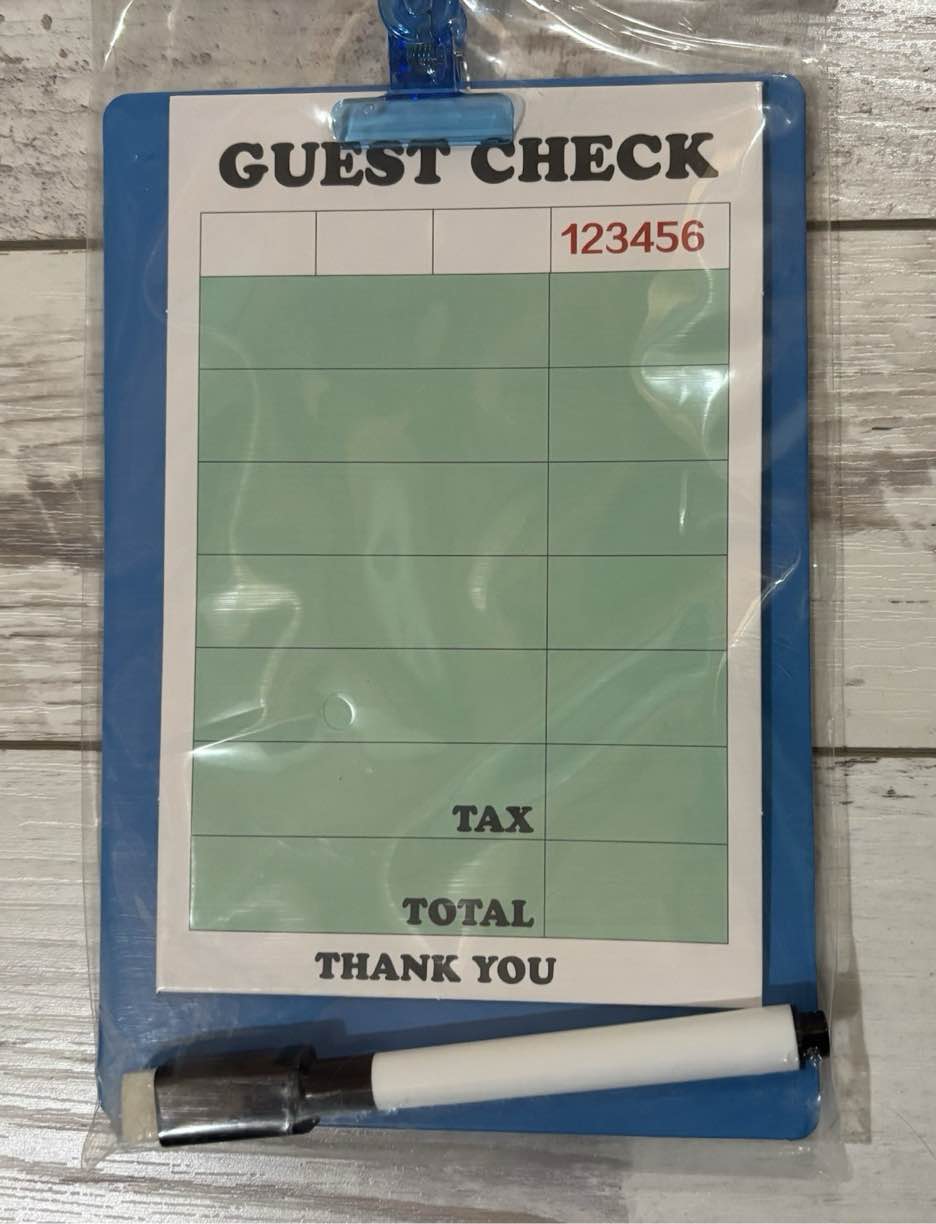 GUEST CHECK
123456
TAX
TOTAL
THANK YOU